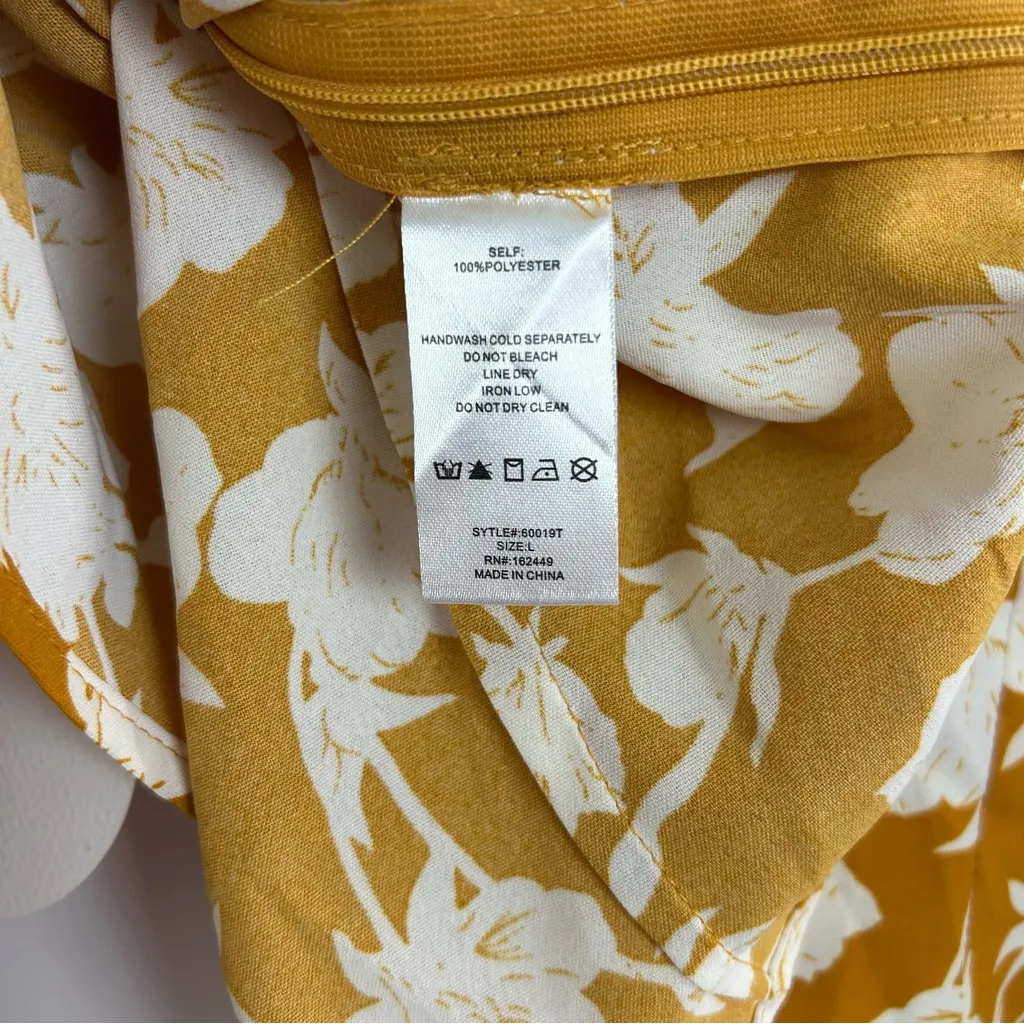 SELF:
100%POLYESTER
HANDWASH COLD SEPARATELY
DO NOT BLEACH
LINE DRY
IRON LOW
DO NOT DRY CLEAN
SYTLE#:60019T
SIZE:L
RN#:162449
MADE IN CHINA